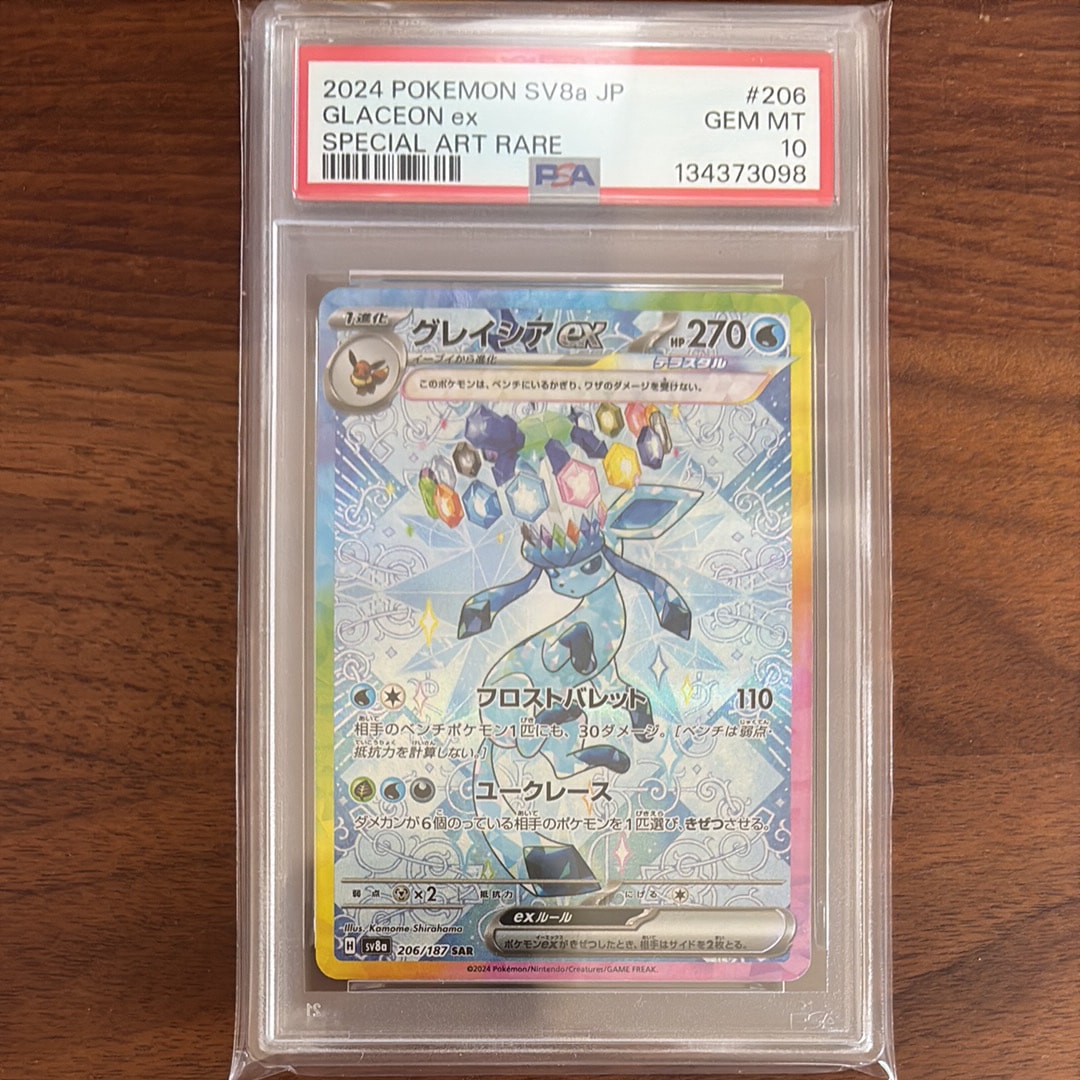 2024 POKEMON SV8a JP #206
GLACEON ex GEM MT
SPECIAL ART RARE 10
PSA 134373098
1進化 グレイシアex HP270
イーブイから進化 テラスタル
このポケモンは、ベンチにいるかぎり、ワザのダメージを受けない。
フロストバレット 110
相手のベンチポケモン1匹にも、30ダメージ。[ベンチは弱点・
抵抗力を計算しない。]
ユークレース
ダメカンが6個のっている相手のポケモンを1匹選び、きぜつさせる。
弱点 ×2 抵抗力 にげる
exルール
ポケモンexがきぜつしたとき、相手はサイドを2枚とる。
Illus. Kamome Shirahama
H sv8a 206/187 SAR
©2024 Pokémon/Nintendo/Creatures/GAME FREAK.